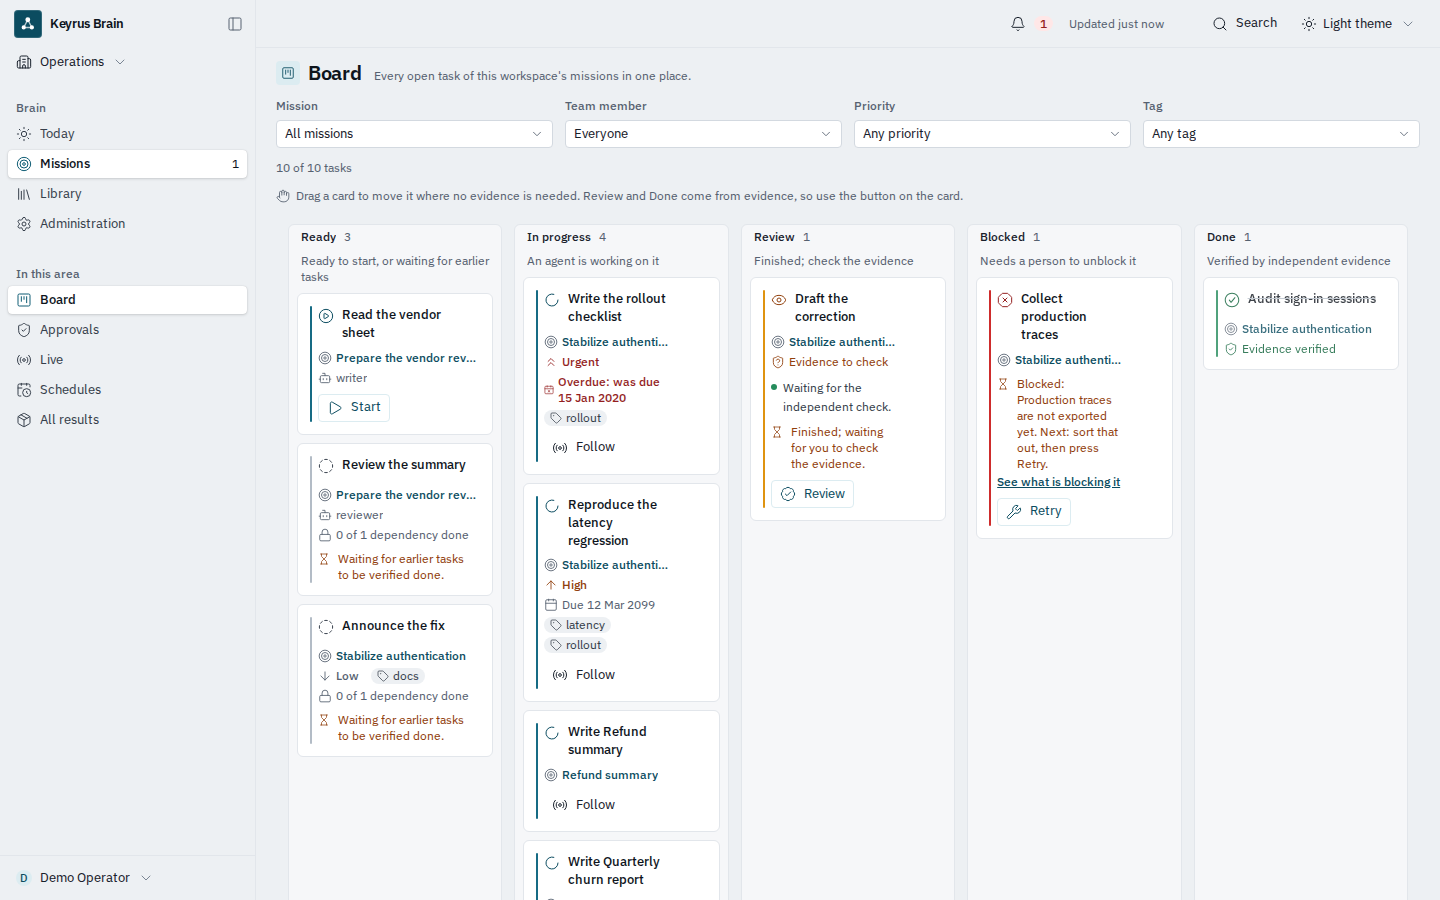 Keyrus Brain
Operations
Brain
Today
Missions 1
Library
Administration
In this area
Board
Approvals
Live
Schedules
All results
D Demo Operator
1 Updated just now Search Light theme
Board Every open task of this workspace's missions in one place.
Mission Team member Priority Tag
All missions Everyone Any priority Any tag
10 of 10 tasks
Drag a card to move it where no evidence is needed. Review and Done come from evidence, so use the button on the card.
Ready 3
Ready to start, or waiting for earlier
tasks
Read the vendor
sheet
Prepare the vendor rev...
writer
Start
Review the summary
Prepare the vendor rev...
reviewer
0 of 1 dependency done
Waiting for earlier tasks
to be verified done.
Announce the fix
Stabilize authentication
Low docs
0 of 1 dependency done
Waiting for earlier tasks
to be verified done.
In progress 4
An agent is working on it
Write the rollout
checklist
Stabilize authenti...
Urgent
Overdue: was due
15 Jan 2020
rollout
Follow
Reproduce the
latency
regression
Stabilize authenti...
High
Due 12 Mar 2099
latency
rollout
Follow
Write Refund
summary
Refund summary
Follow
Write Quarterly
churn report
Review 1
Finished; check the evidence
Draft the
correction
Stabilize authenti...
Evidence to check
Waiting for the
independent check.
Finished; waiting
for you to check
the evidence.
Review
Blocked 1
Needs a person to unblock it
Collect
production
traces
Stabilize authenti...
Blocked:
Production traces
are not exported
yet. Next: sort that
out, then press
Retry.
See what is blocking it
Retry
Done 1
Verified by independent evidence
Audit sign-in sessions
Stabilize authentication
Evidence verified